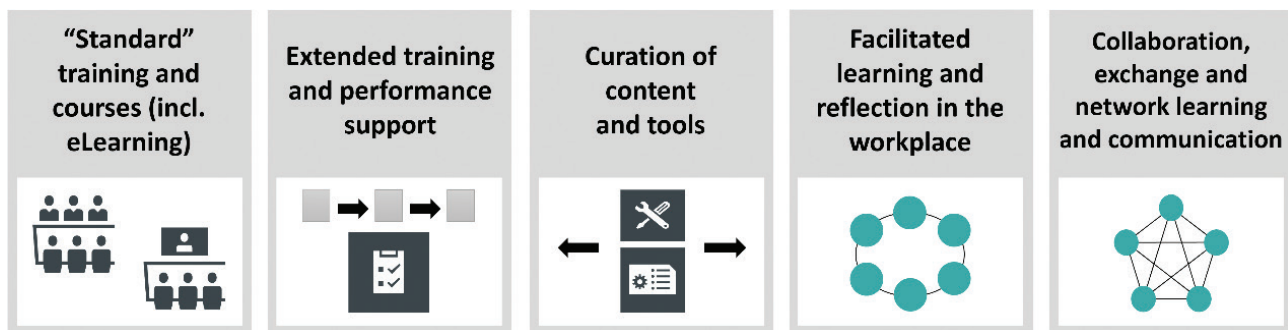 “Standard”
training and
courses (incl.
eLearning)
Extended training
and performance
support
Curation of
content
and tools
Facilitated
learning and
reflection in the
workplace
Collaboration,
exchange and
network learning
and communication